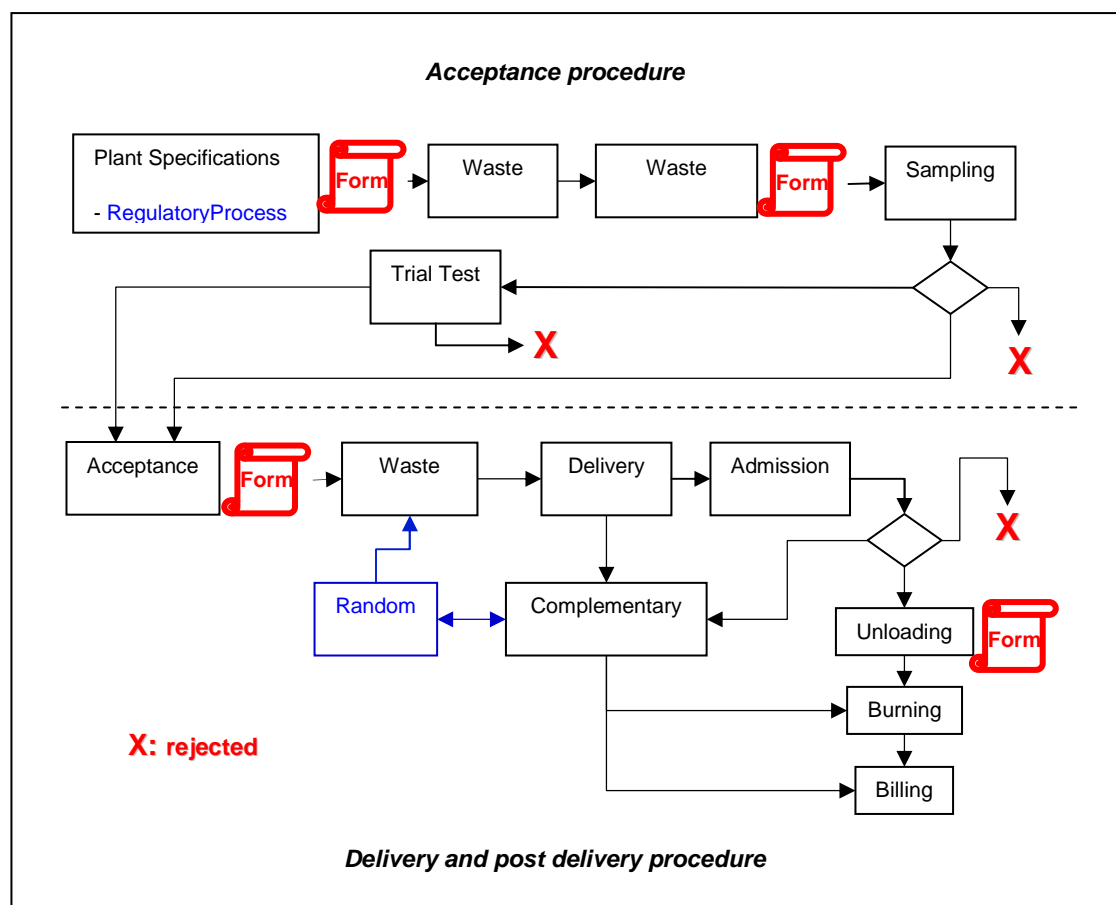 Acceptance procedure
Plant Specifications
- RegulatoryProcess
Form
Waste
Waste
Form
Sampling
Trial Test
X
X
Acceptance
Form
Waste
Delivery
Admission
X
Random
Complementary
Unloading
Form
Burning
X: rejected
Billing
Delivery and post delivery procedure